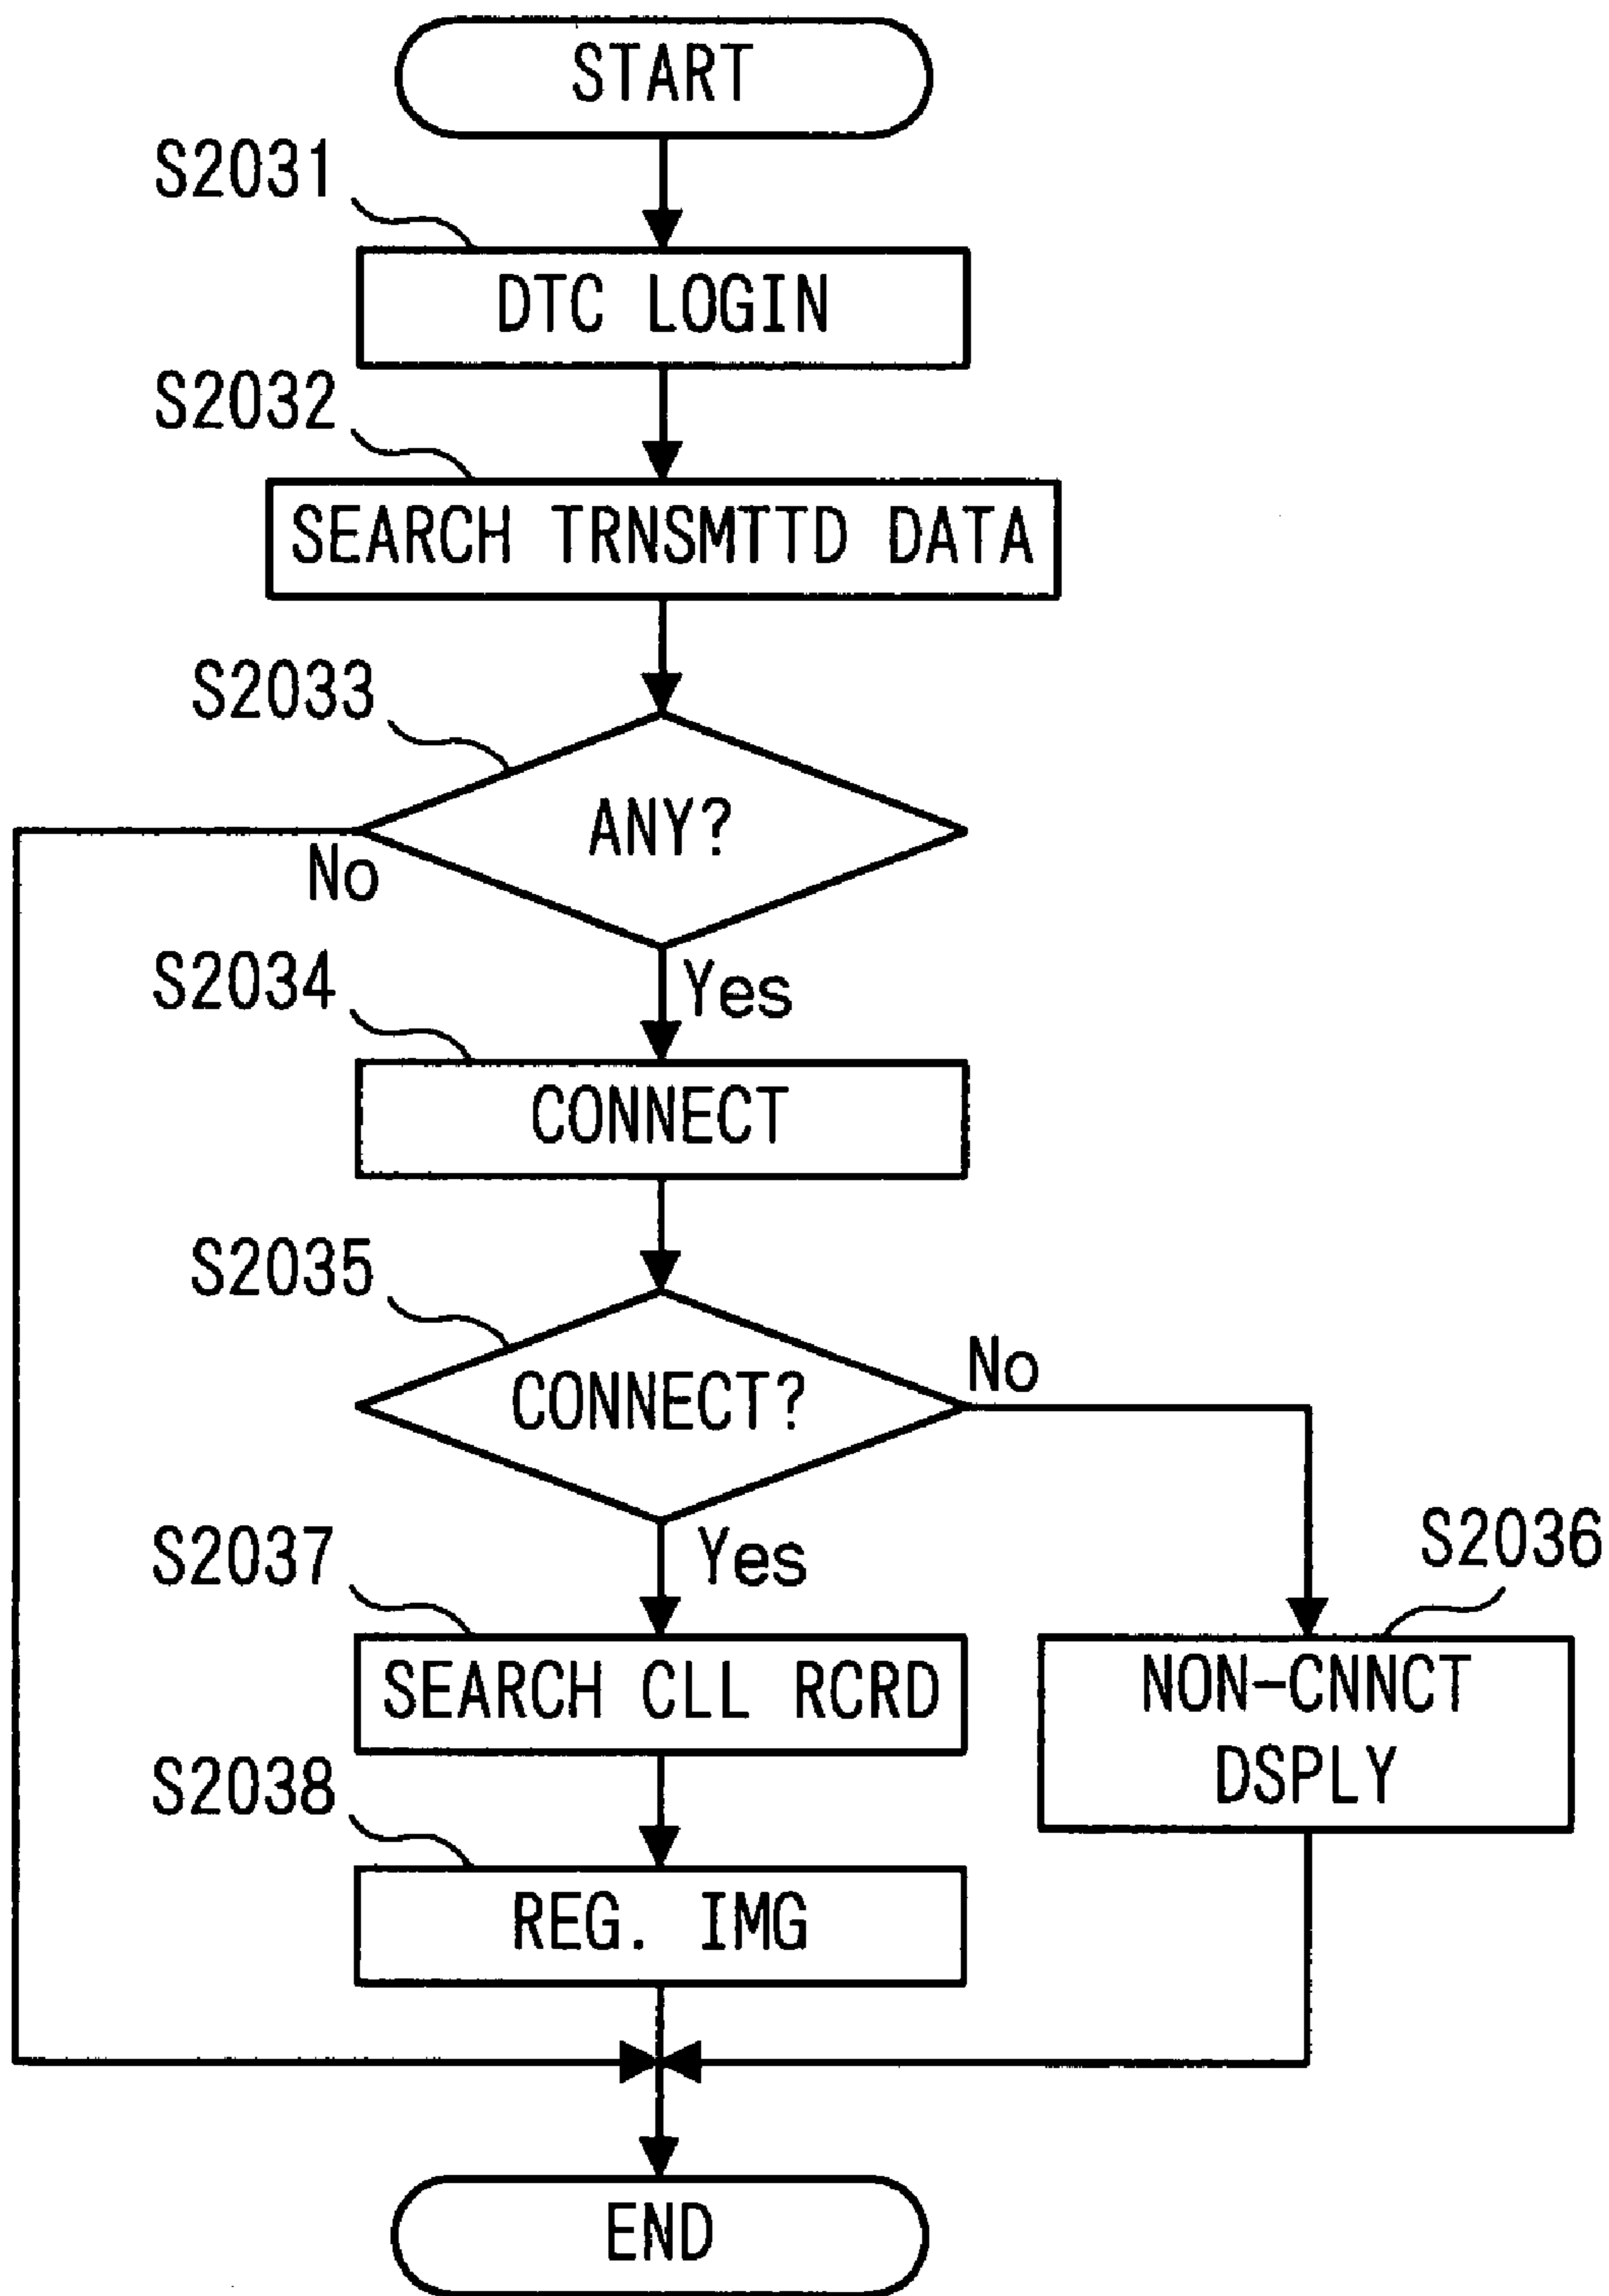 START
S2031
DTC LOGIN
S2032
SEARCH TRNSMTTD DATA
S2033
ANY?
No
S2034
Yes
CONNECT
S2035
CONNECT?
No
S2037
Yes
S2036
SEARCH CLL RCRD
NON-CNNCT
DSPLY
S2038
REG. IMG
END